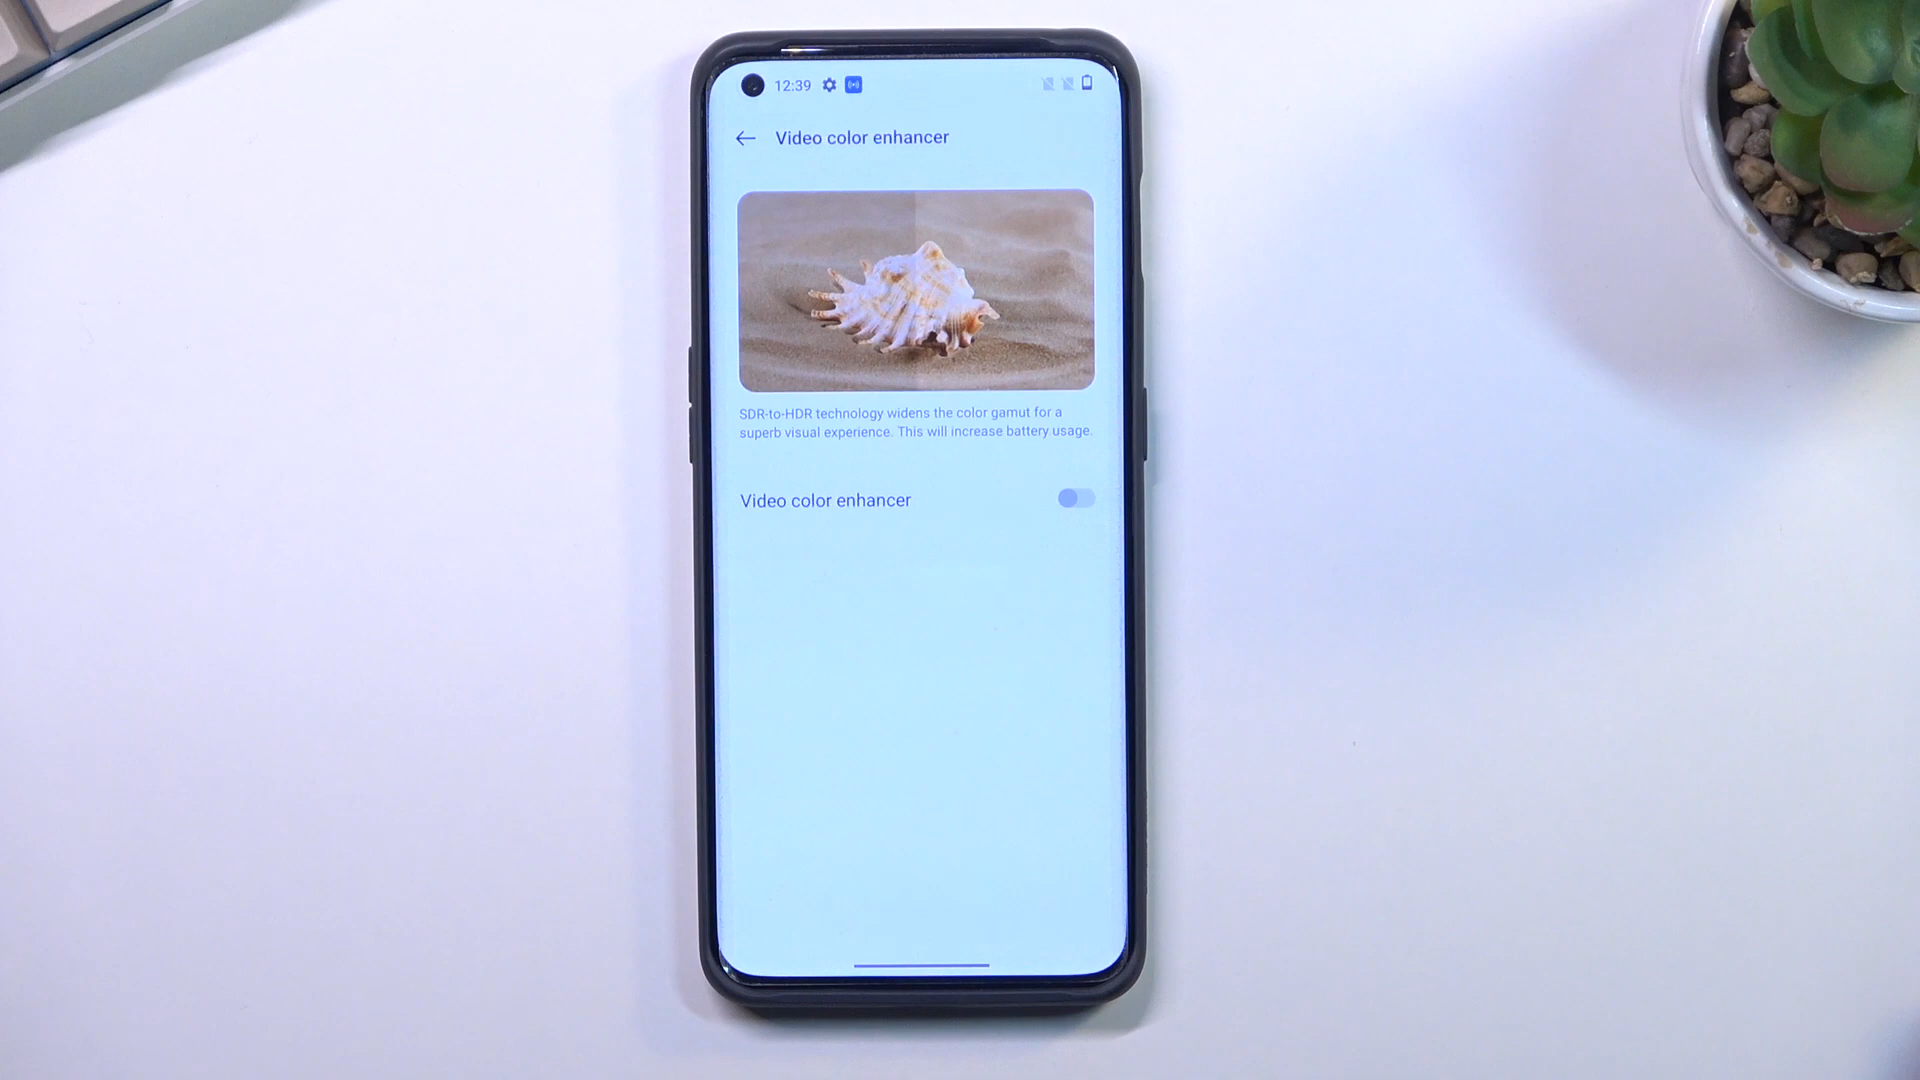 12:39
Video color enhancer
SDR-to-HDR technology widens the color gamut for a
superb visual experience. This will increase battery usage.
Video color enhancer